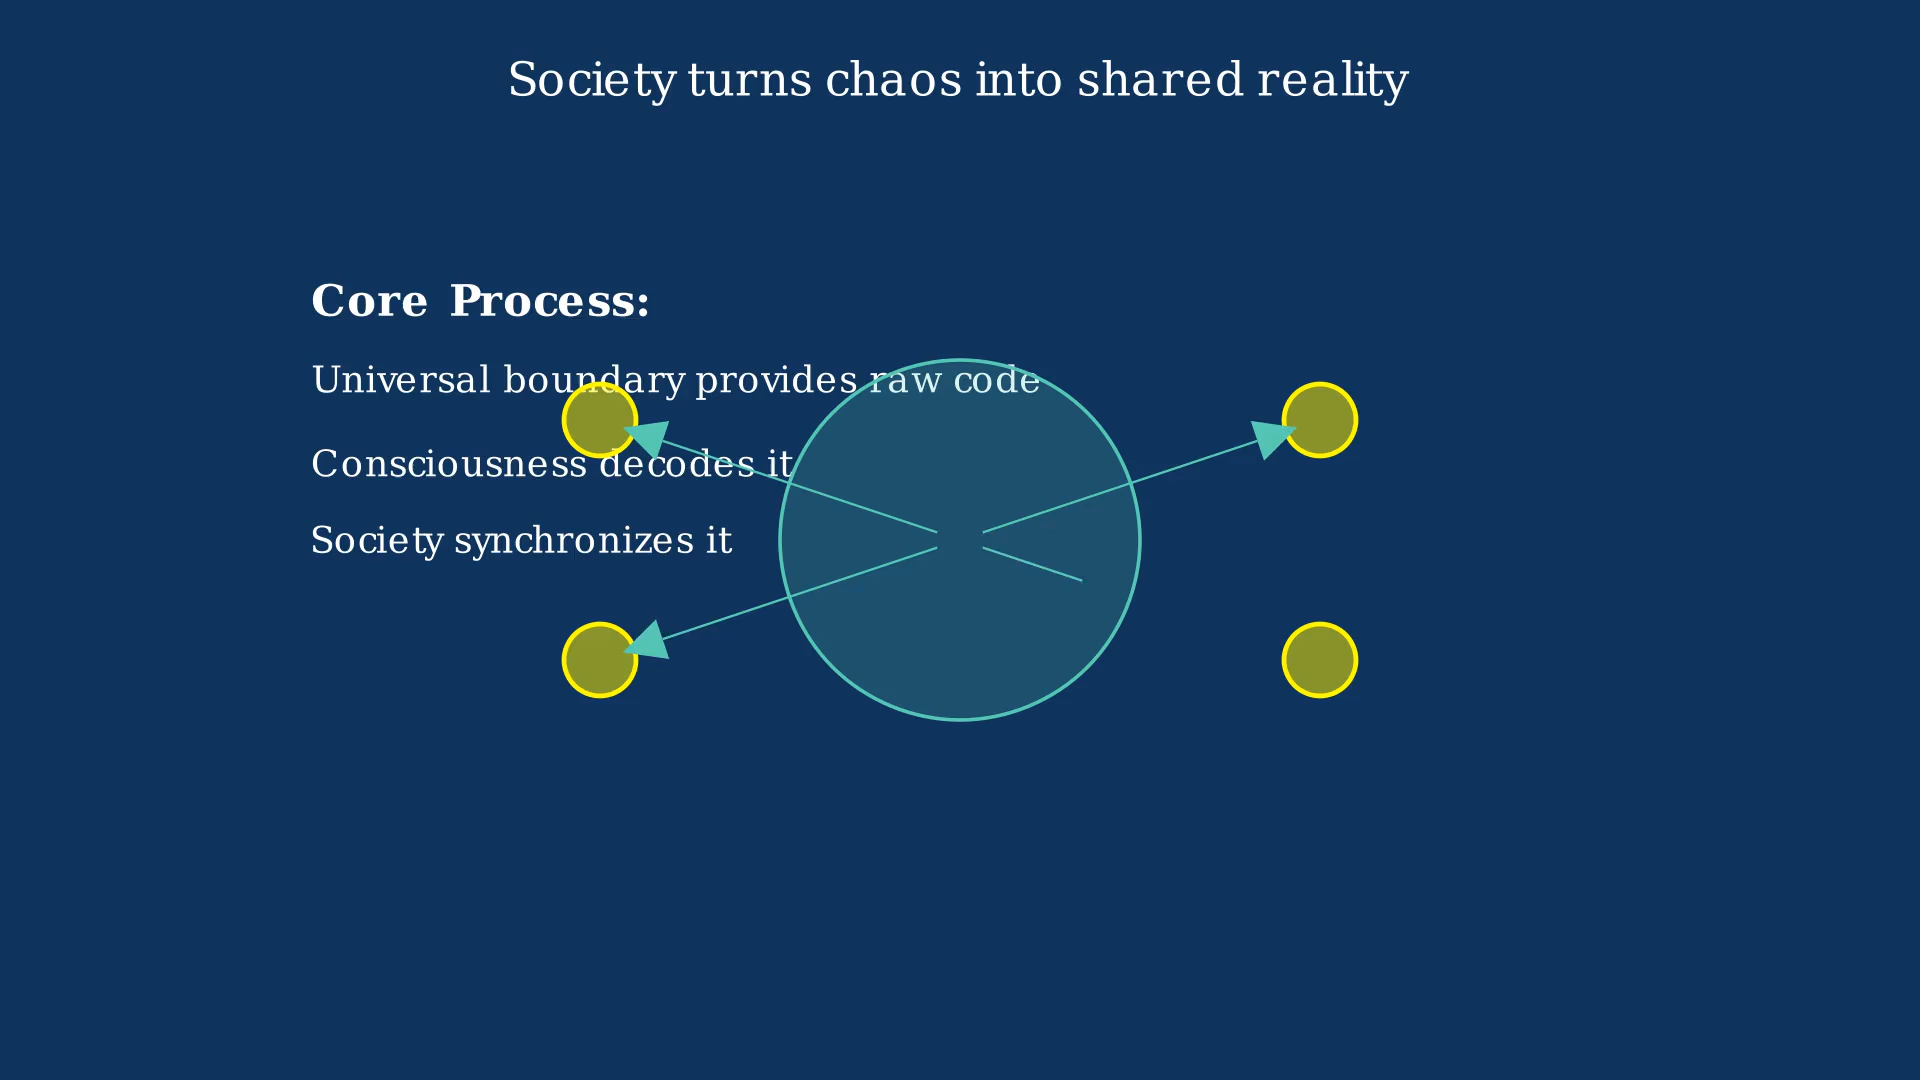 Society turns chaos into shared reality
Core Process:
Universal boundary provides raw code
Consciousness decodes it
Society synchronizes it